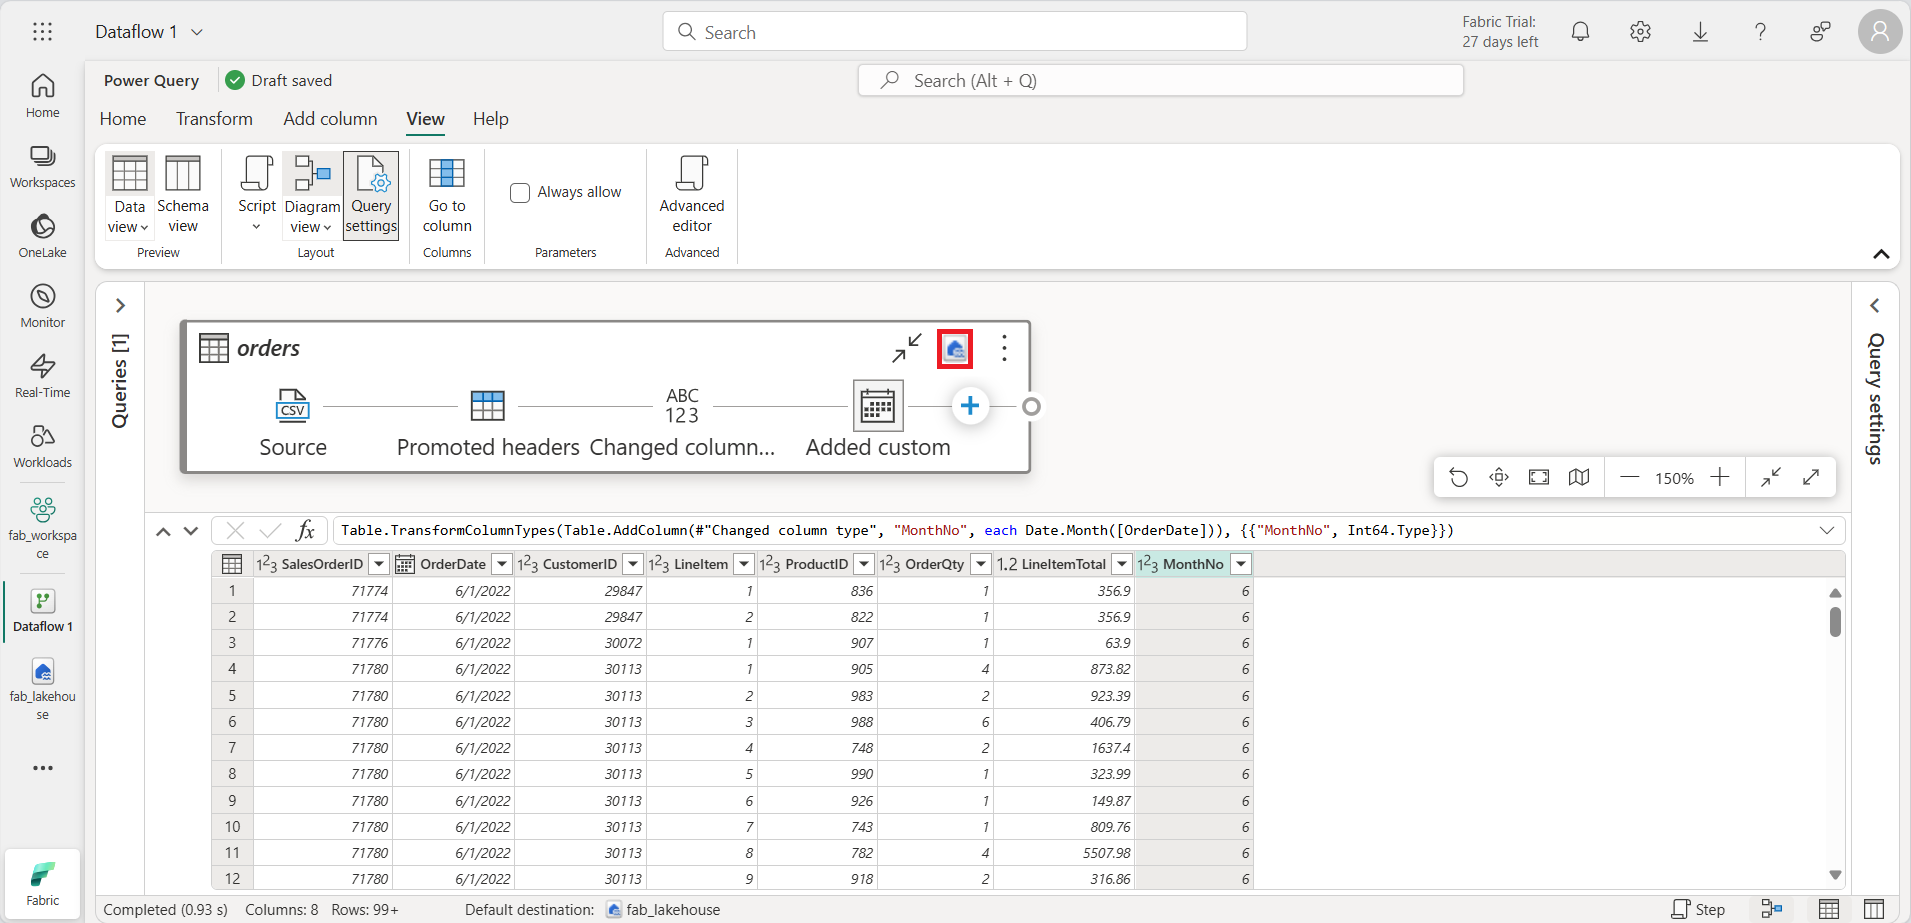 Dataflow 1
Search
Fabric Trial:
27 days left
Home
Workspaces
OneLake
Monitor
Real-Time
Workloads
fab_workspa
ce
Dataflow 1
fab_lakehou
se
Fabric
Power Query
Draft saved
Search (Alt + Q)
Home Transform Add column View Help
Data
view
Schema
view
Preview
Script
Diagram
view
Query
settings
Layout
Go to
column
Columns
Always allow
Parameters
Advanced
editor
Advanced
Queries [1]
orders
CSV
ABC
123
Source Promoted headers Changed column... Added custom
Query settings
150%
fx Table.TransformColumnTypes(Table.AddColumn(#"Changed column type", "MonthNo", each Date.Month([OrderDate])), {{"MonthNo", Int64.Type}})
123 SalesOrderID OrderDate 123 CustomerID 123 LineItem 123 ProductID 123 OrderQty 1.2 LineItemTotal 123 MonthNo
1 71774 6/1/2022 29847 1 836 1 356.9 6
2 71774 6/1/2022 29847 2 822 1 356.9 6
3 71776 6/1/2022 30072 1 907 1 63.9 6
4 71780 6/1/2022 30113 1 905 4 873.82 6
5 71780 6/1/2022 30113 2 983 2 923.39 6
6 71780 6/1/2022 30113 3 988 6 406.79 6
7 71780 6/1/2022 30113 4 748 2 1637.4 6
8 71780 6/1/2022 30113 5 990 1 323.99 6
9 71780 6/1/2022 30113 6 926 1 149.87 6
10 71780 6/1/2022 30113 7 743 1 809.76 6
11 71780 6/1/2022 30113 8 782 4 5507.98 6
12 71780 6/1/2022 30113 9 918 2 316.86 6
Completed (0.93 s) Columns: 8 Rows: 99+ Default destination: fab_lakehouse Step